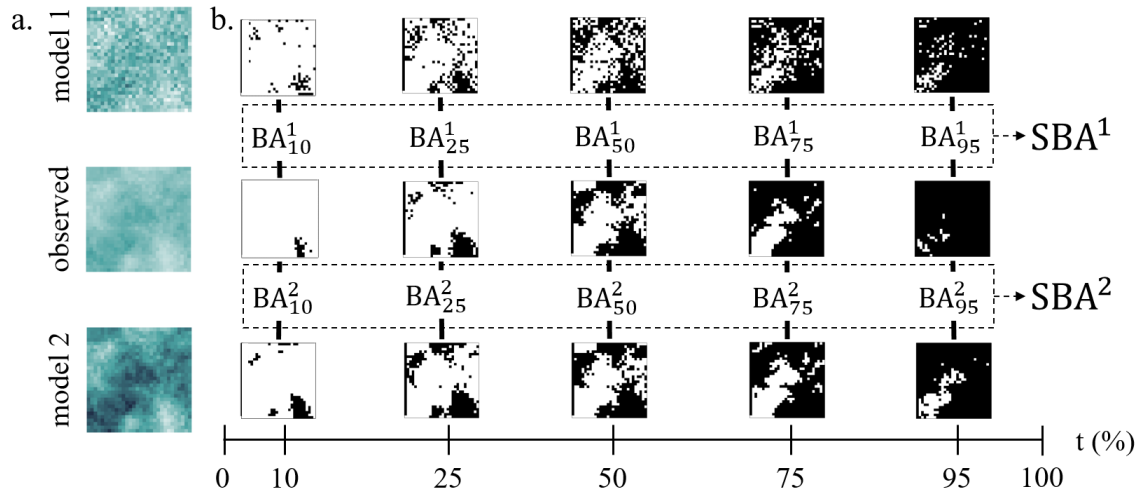 a.
b.
model 1
BA¹₁₀ BA¹₂₅ BA¹₅₀ BA¹₇₅ BA¹₉₅ SBA¹
observed
BA²₁₀ BA²₂₅ BA²₅₀ BA²₇₅ BA²₉₅ SBA²
model 2
t (%)
0 10 25 50 75 95 100